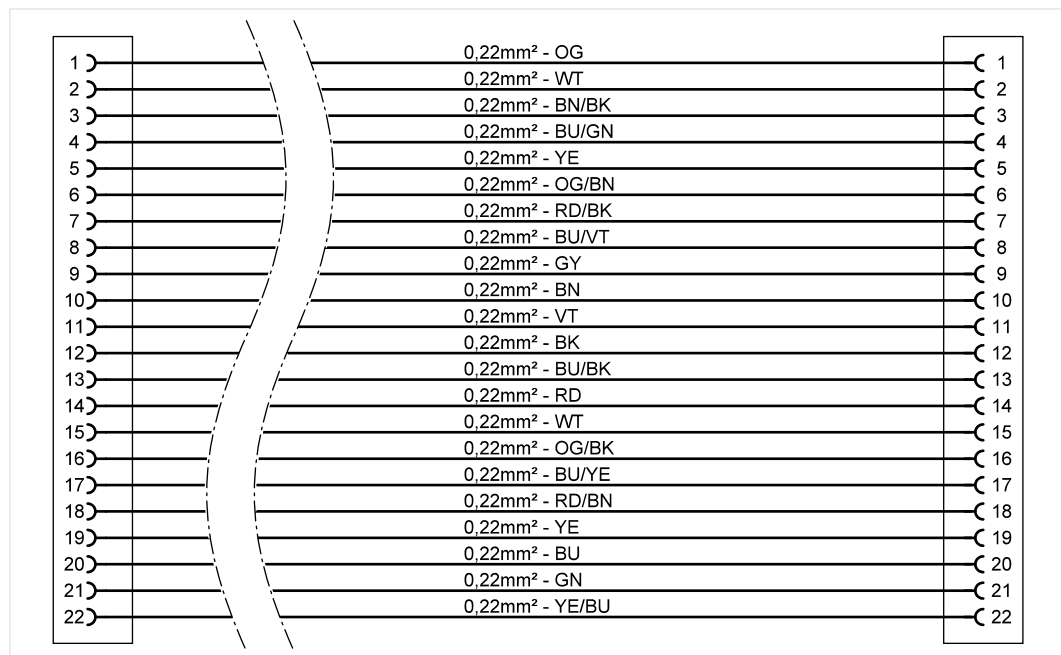 1 0,22mm² - OG 1
2 0,22mm² - WT 2
3 0,22mm² - BN/BK 3
4 0,22mm² - BU/GN 4
5 0,22mm² - YE 5
6 0,22mm² - OG/BN 6
7 0,22mm² - RD/BK 7
8 0,22mm² - BU/VT 8
9 0,22mm² - GY 9
10 0,22mm² - BN 10
11 0,22mm² - VT 11
12 0,22mm² - BK 12
13 0,22mm² - BU/BK 13
14 0,22mm² - RD 14
15 0,22mm² - WT 15
16 0,22mm² - OG/BK 16
17 0,22mm² - BU/YE 17
18 0,22mm² - RD/BN 18
19 0,22mm² - YE 19
20 0,22mm² - BU 20
21 0,22mm² - GN 21
22 0,22mm² - YE/BU 22